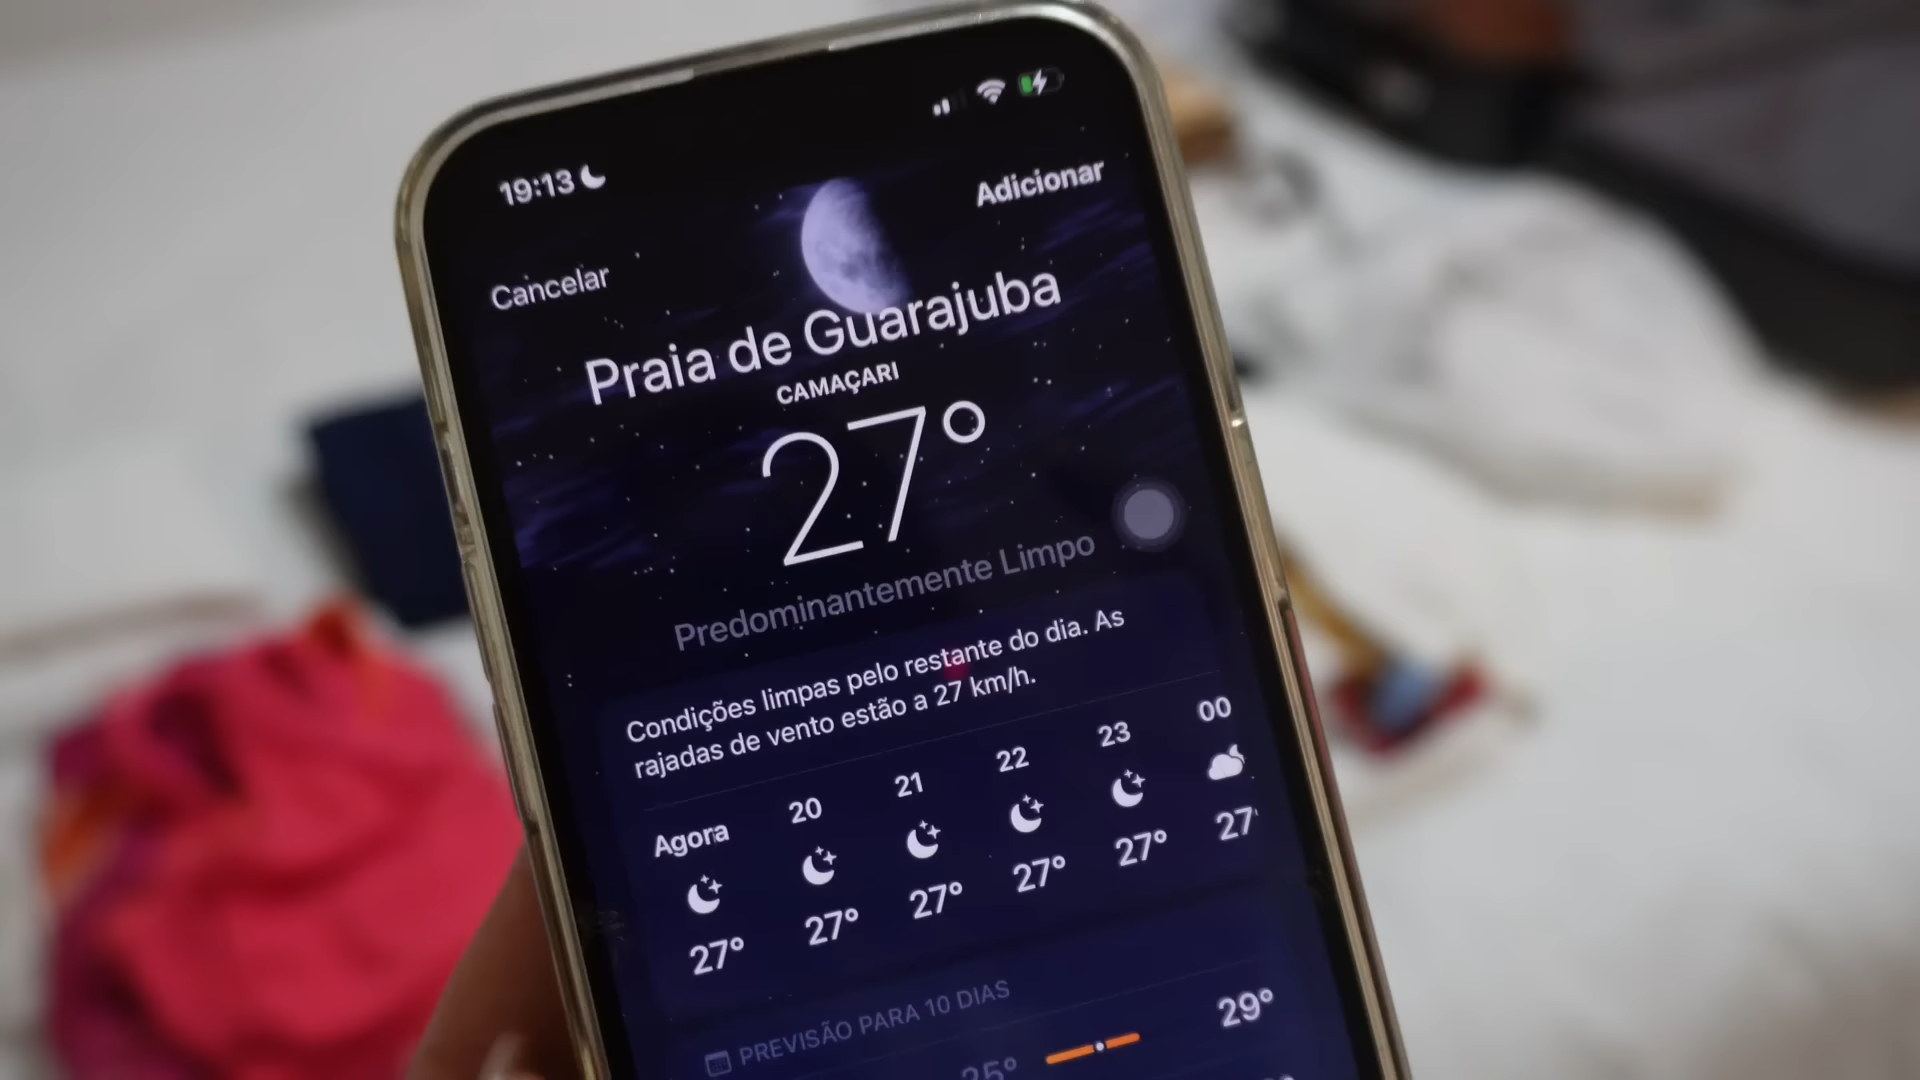 19:13
Cancelar
Adicionar
Praia de Guarajuba
CAMAÇARI
27°
Predominantemente Limpo
Condições limpas pelo restante do dia. As
rajadas de vento estão a 27 km/h.
Agora 20 21 22 23 00
27° 27° 27° 27° 27° 27°
PREVISÃO PARA 10 DIAS
25° 29°